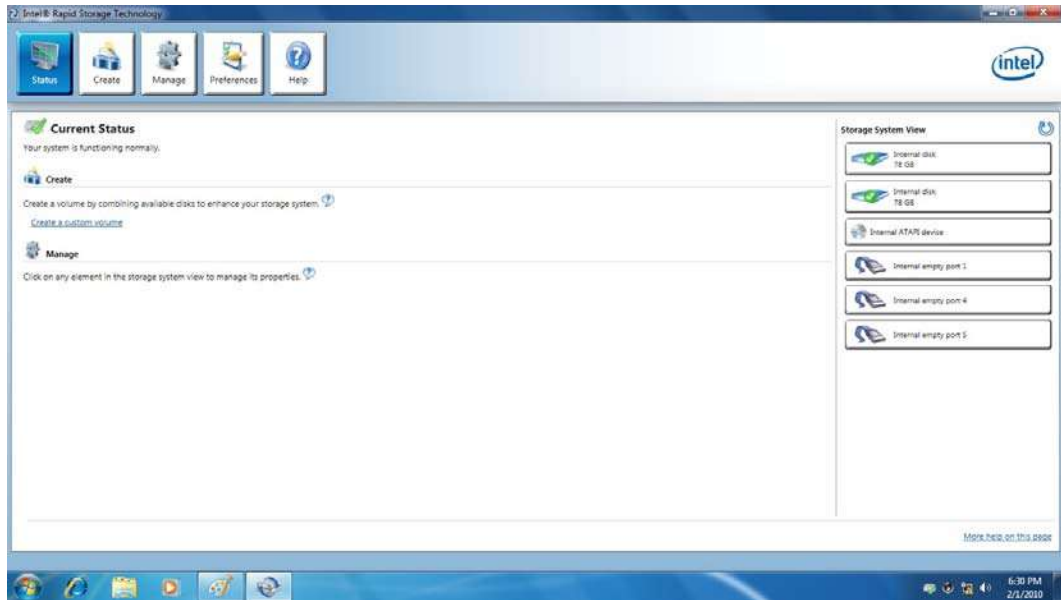 Intel® Rapid Storage Technology
Status
Create
Manage
Preferences
Help
intel
Current Status
Your system is functioning normally.
Create
Create a volume by combining available disks to enhance your storage system.
Create a custom volume
Manage
Click on any element in the storage system view to manage its properties.
Storage System View
Internal disk
78 GB
Internal disk
78 GB
Internal ATAPI device
Internal empty port 1
Internal empty port 4
Internal empty port 5
More help on this page
6:30 PM
2/1/2010